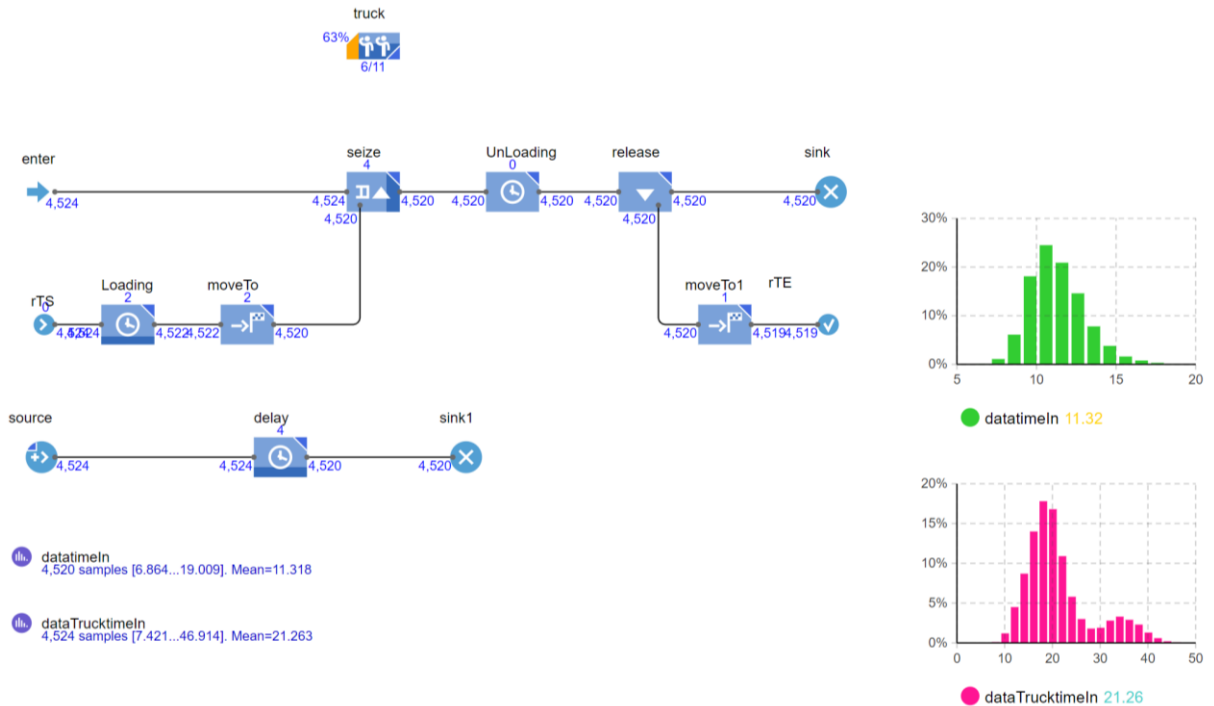 truck
63%
6/11
enter
seize
UnLoading
release
sink
4
0
4,524
4,524
4,520
4,520
4,520
4,520
4,520
4,520
4,520
4,520
rTS
Loading
moveTo
moveTo1
rTE
0
2
2
1
4,524
4,522
4,522
4,520
4,520
4,519
4,519
source
delay
sink1
4
4,524
4,524
4,520
4,520
datatimeIn
4,520 samples [6.864...19.009]. Mean=11.318
dataTrucktimeIn
4,524 samples [7.421...46.914]. Mean=21.263
30%
20%
10%
0%
5
10
15
20
datatimeIn 11.32
20%
15%
10%
5%
0%
0
10
20
30
40
50
dataTrucktimeIn 21.26